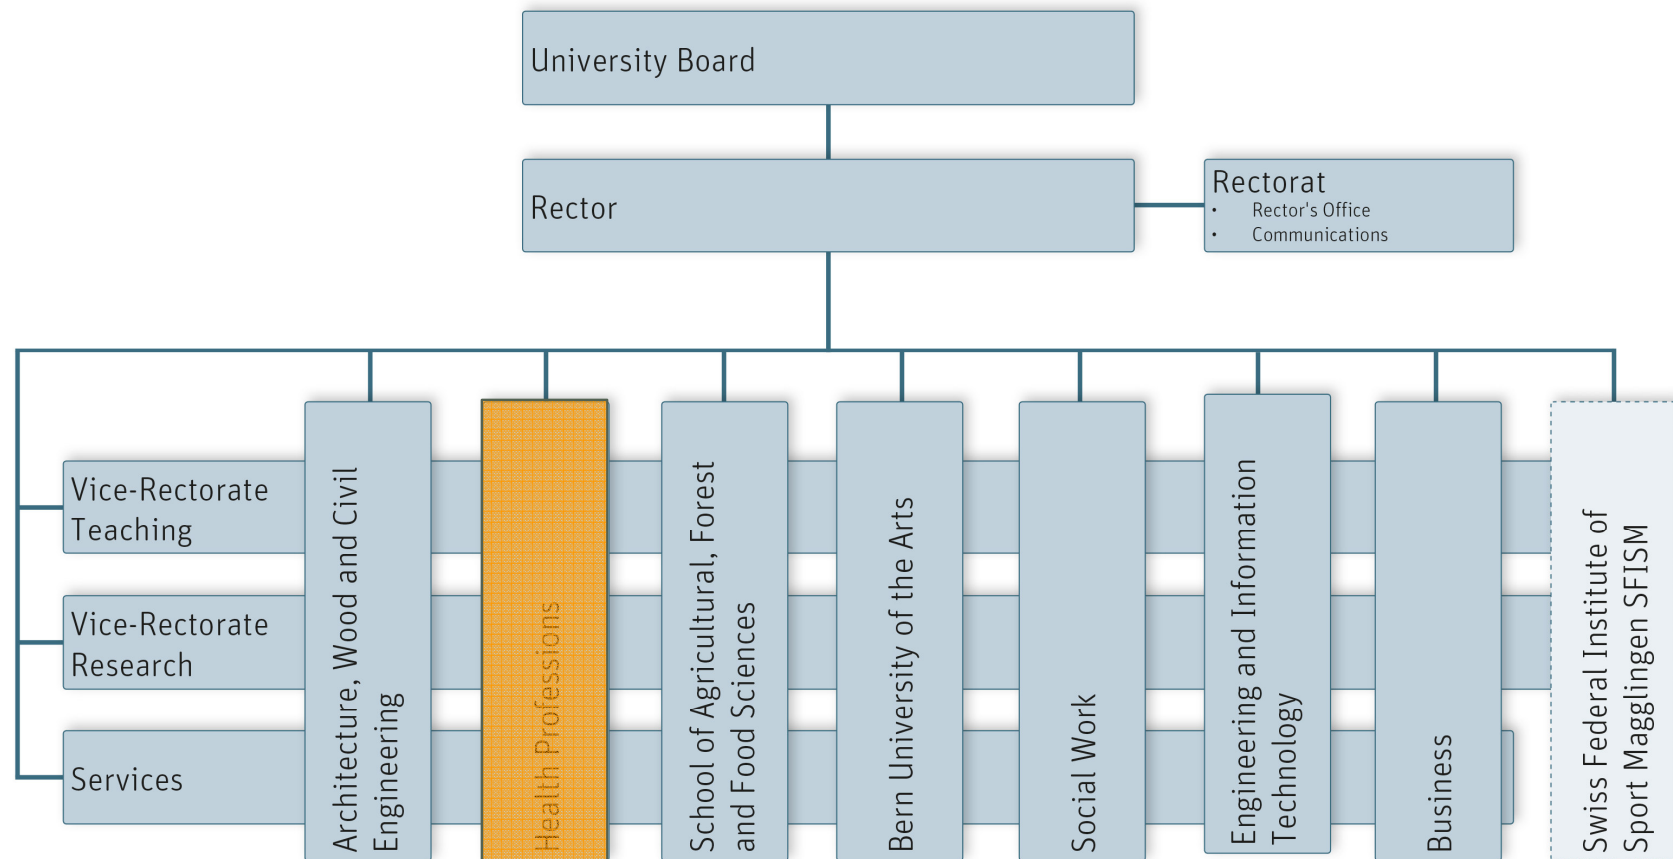 University Board
Rector
Rectorat
• Rector's Office
• Communications
Vice-Rectorate
Teaching
Vice-Rectorate
Research
Services
Architecture, Wood and Civil
Engineering
Health Professions
School of Agricultural, Forest
and Food Sciences
Bern University of the Arts
Social Work
Engineering and Information
Technology
Business
Swiss Federal Institute of
Sport Magglingen SFISM